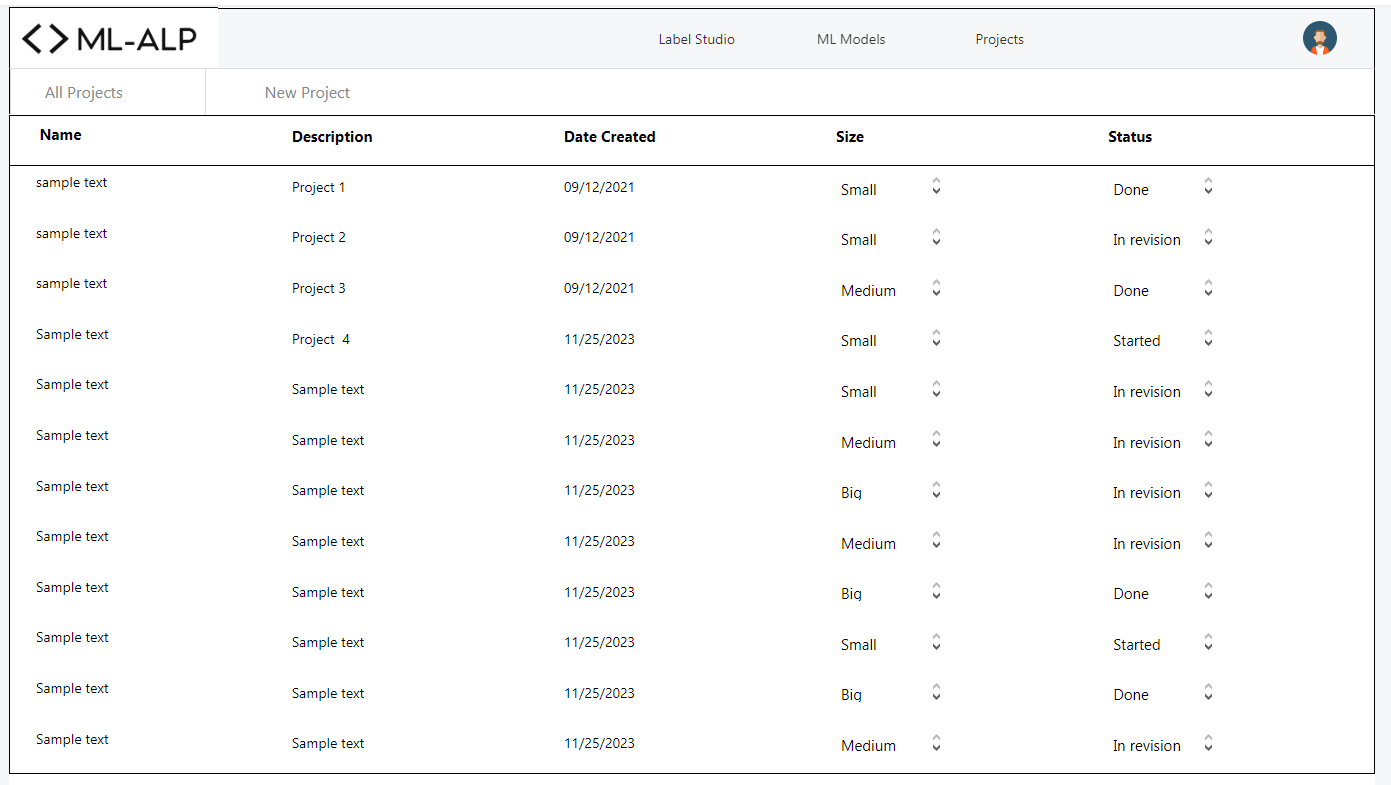 <> ML-ALP Label Studio ML Models Projects
All Projects New Project
Name Description Date Created Size Status
sample text Project 1 09/12/2021 Small Done
sample text Project 2 09/12/2021 Small In revision
sample text Project 3 09/12/2021 Medium Done
Sample text Project 4 11/25/2023 Small Started
Sample text Sample text 11/25/2023 Small In revision
Sample text Sample text 11/25/2023 Medium In revision
Sample text Sample text 11/25/2023 Big In revision
Sample text Sample text 11/25/2023 Medium In revision
Sample text Sample text 11/25/2023 Big Done
Sample text Sample text 11/25/2023 Small Started
Sample text Sample text 11/25/2023 Big Done
Sample text Sample text 11/25/2023 Medium In revision